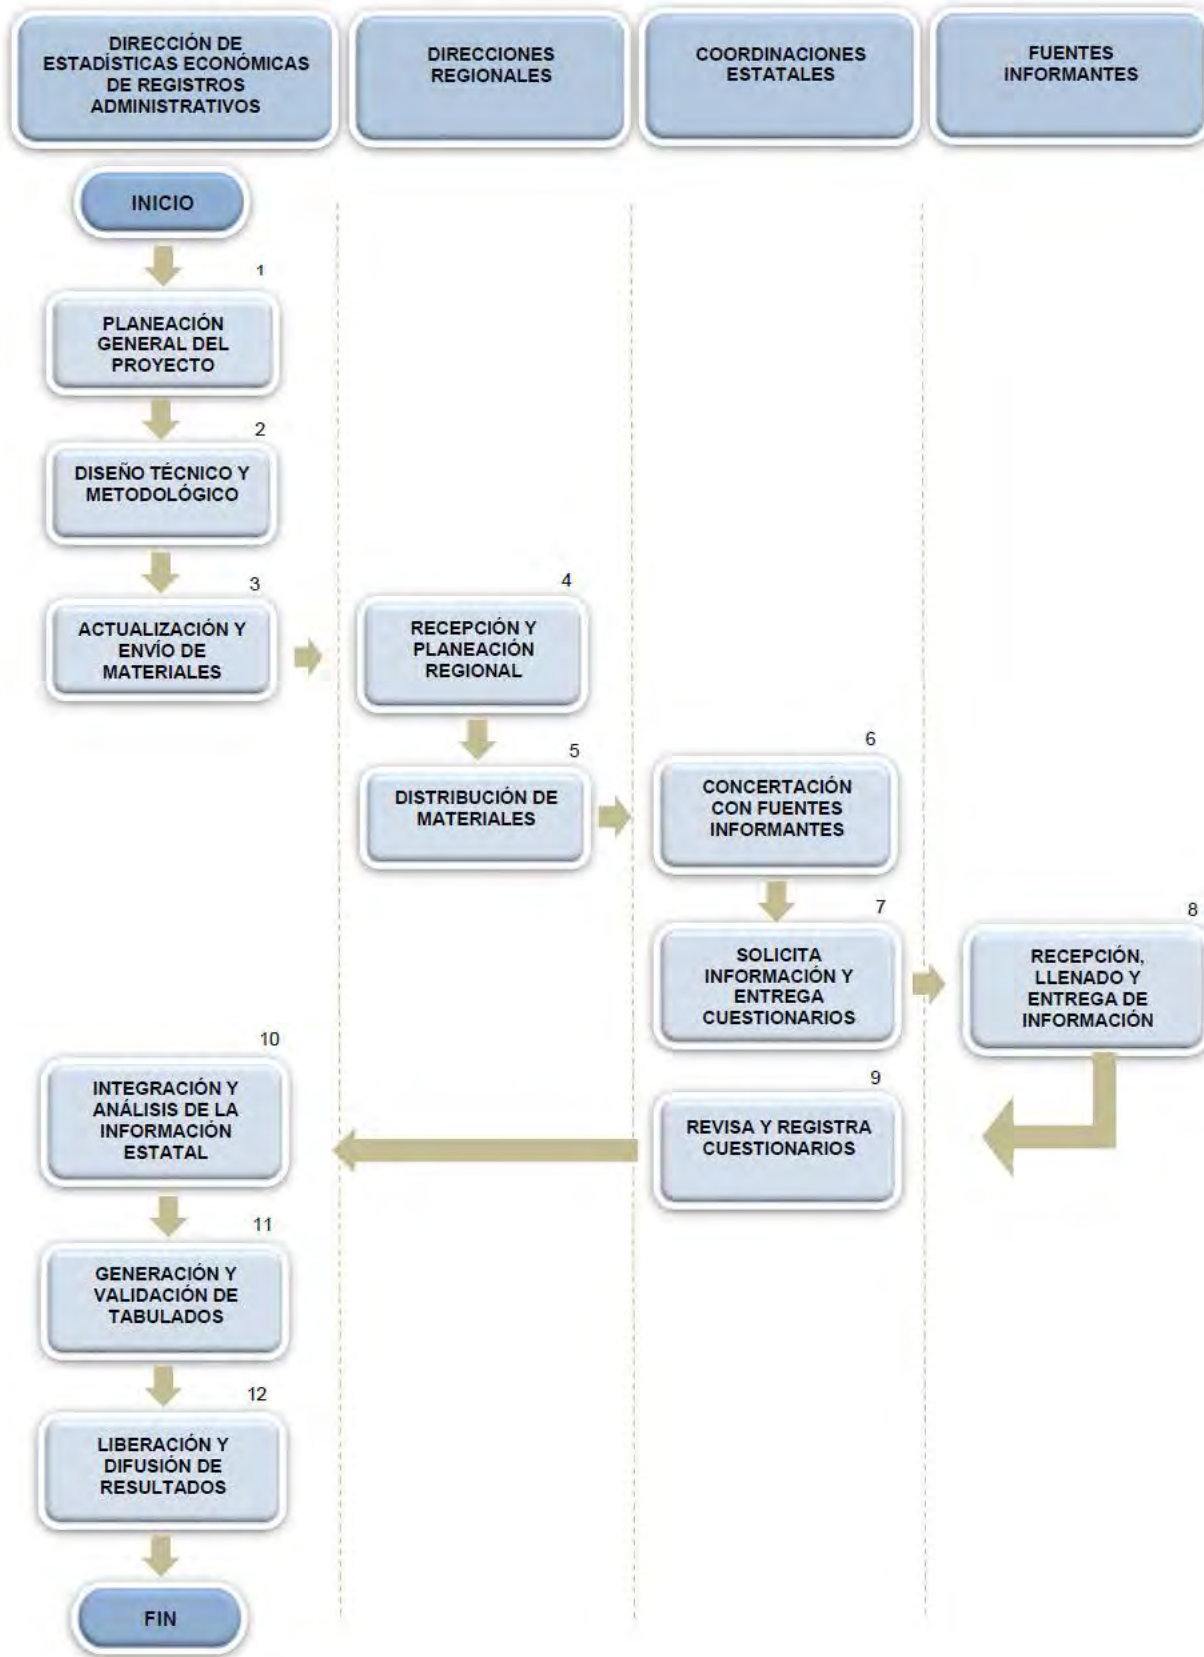 DIRECCIÓN DE
ESTADÍSTICAS ECONÓMICAS
DE REGISTROS
ADMINISTRATIVOS
DIRECCIONES
REGIONALES
COORDINACIONES
ESTATALES
FUENTES
INFORMANTES
INICIO
1
PLANEACIÓN
GENERAL DEL
PROYECTO
2
DISEÑO TÉCNICO Y
METODOLÓGICO
3
ACTUALIZACIÓN Y
ENVÍO DE
MATERIALES
4
RECEPCIÓN Y
PLANEACIÓN
REGIONAL
5
DISTRIBUCIÓN DE
MATERIALES
6
CONCERTACIÓN
CON FUENTES
INFORMANTES
7
SOLICITA
INFORMACIÓN Y
ENTREGA
CUESTIONARIOS
8
RECEPCIÓN,
LLENADO Y
ENTREGA DE
INFORMACIÓN
9
REVISA Y REGISTRA
CUESTIONARIOS
10
INTEGRACIÓN Y
ANÁLISIS DE LA
INFORMACIÓN
ESTATAL
11
GENERACIÓN Y
VALIDACIÓN DE
TABULADOS
12
LIBERACIÓN Y
DIFUSIÓN DE
RESULTADOS
FIN